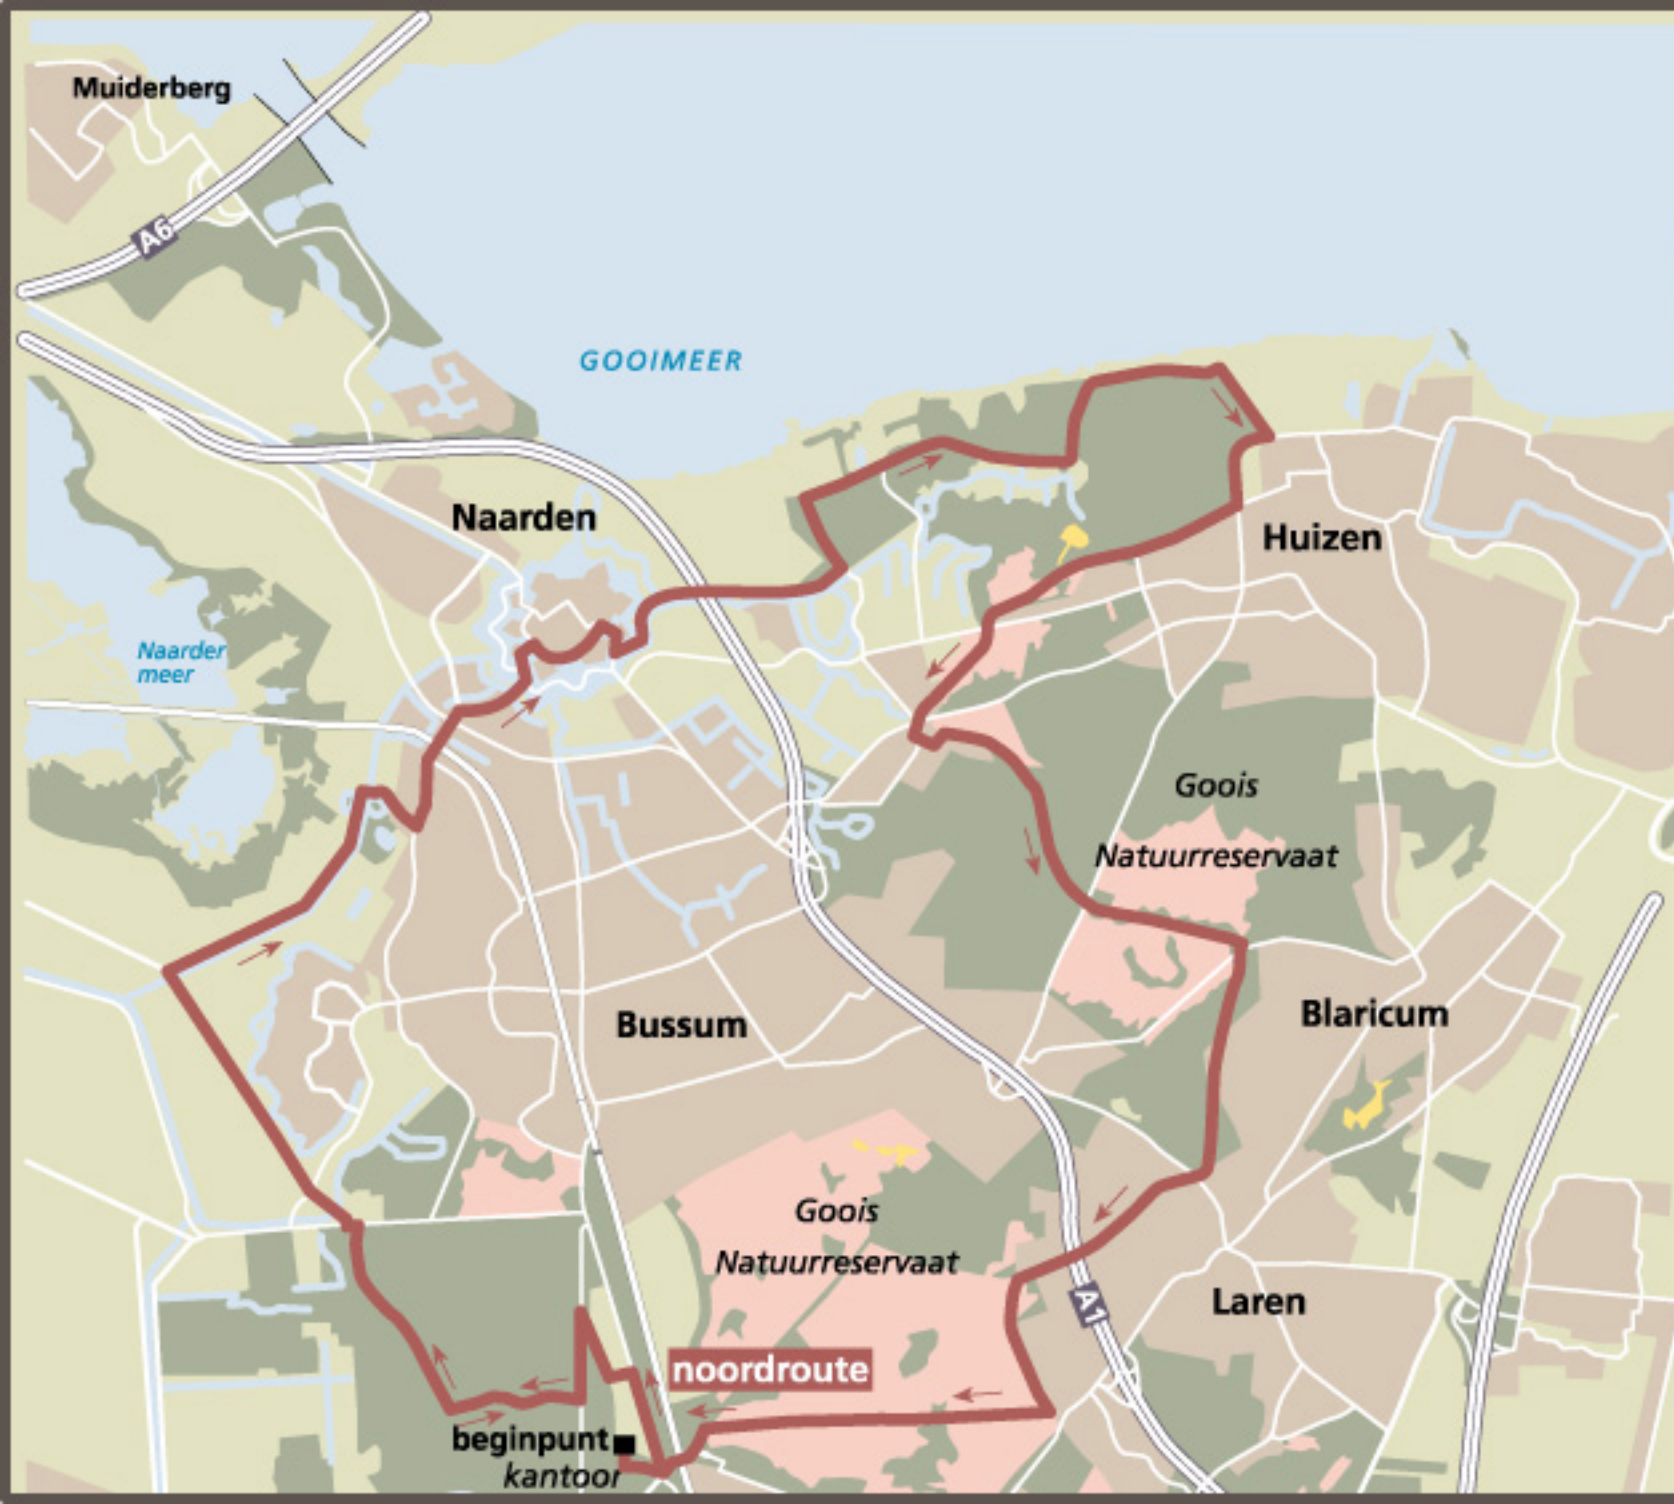 Muiderberg
A6
GOOIMEER
Naarden
Huizen
Naarder
meer
Goois
Natuurreservaat
Bussum
Blaricum
Goois
Natuurreservaat
A1
Laren
noordroute
beginpunt
kantoor